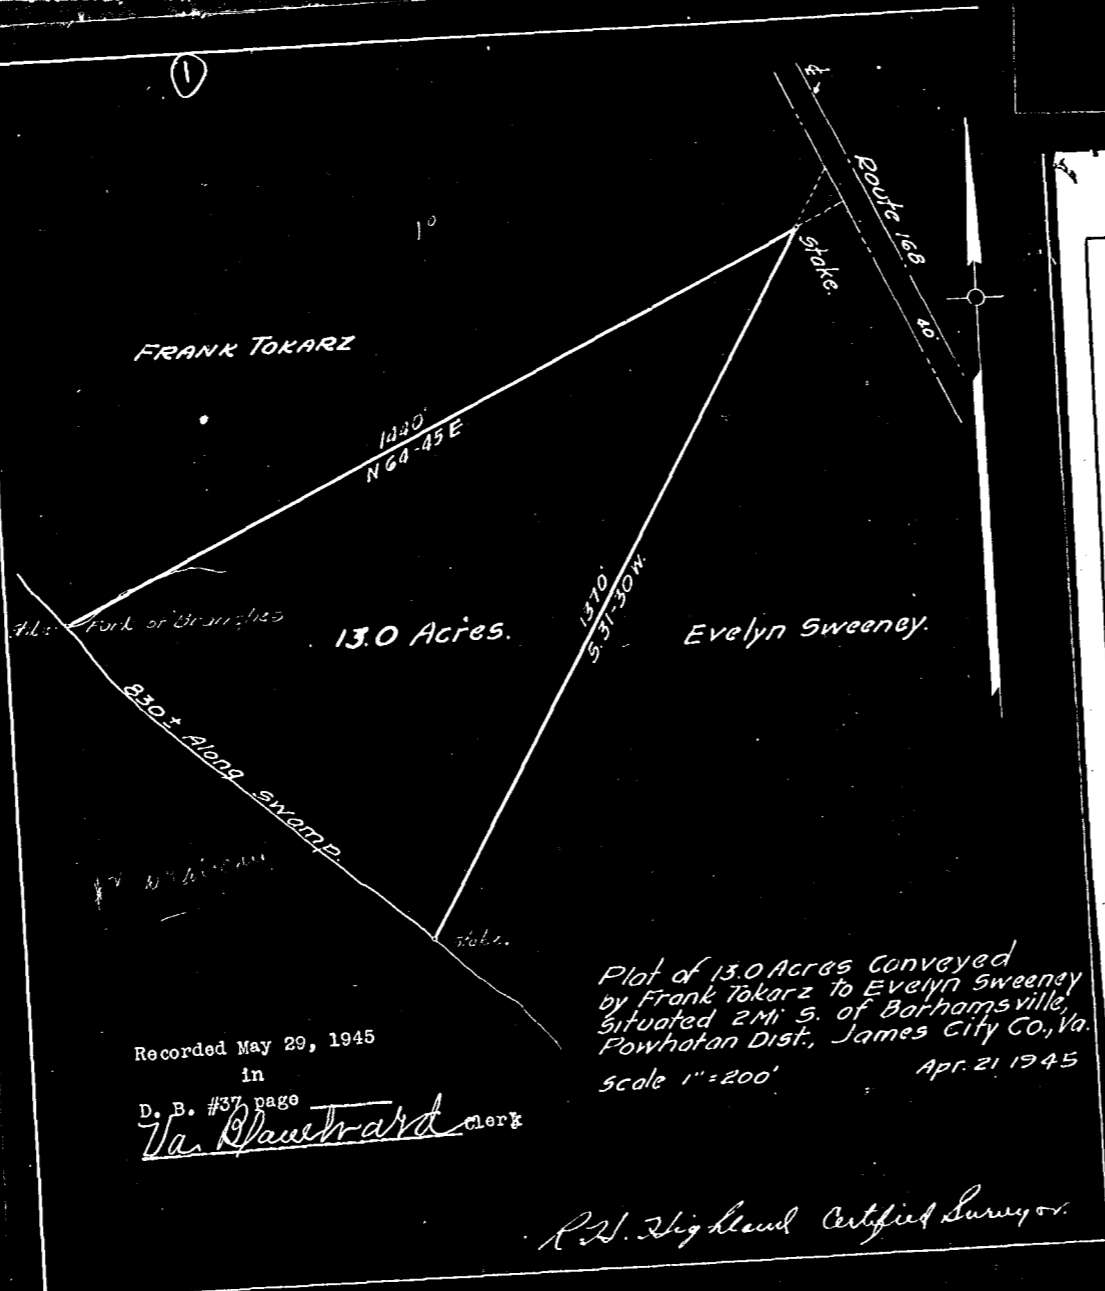 1
1°
Route 168
40'
Stake.
FRANK TOKARZ
1440'
N 64-45 E
Fork of Branches
13.0 Acres.
1370'
S.31-30 W.
Evelyn Sweeney.
830± Along swamp.
Stake.
Plat of 13.0 Acres Conveyed
by Frank Tokarz to Evelyn Sweeney
Situated 2 Mi S. of Barhamsville,
Powhatan Dist., James City Co., Va.
Scale 1"=200'
Apr. 21 1945
Recorded May 29, 1945
in
D. B. #37 page
Clerk
R.H. Highland Certified Surveyor.